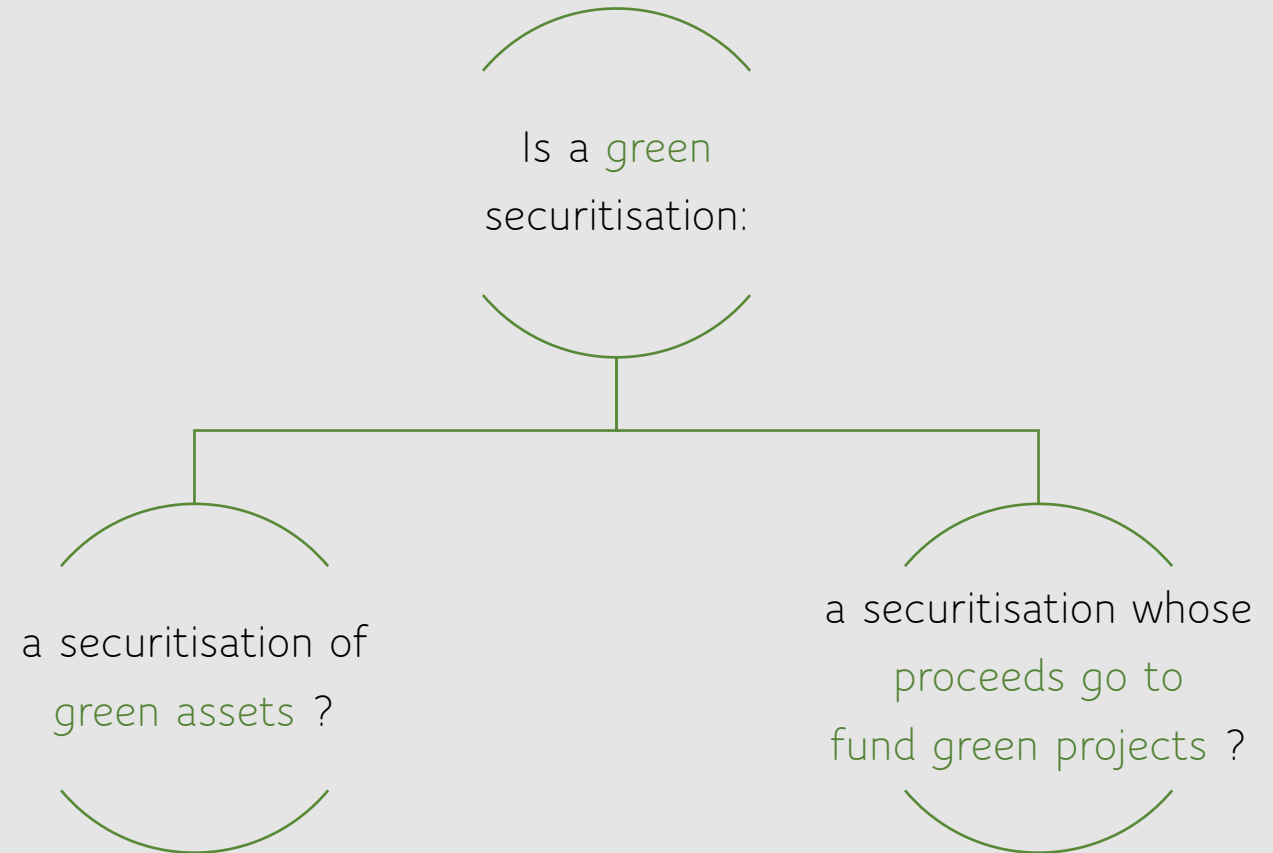 Is a green
securitisation:
a securitisation of
green assets ?
a securitisation whose
proceeds go to
fund green projects ?